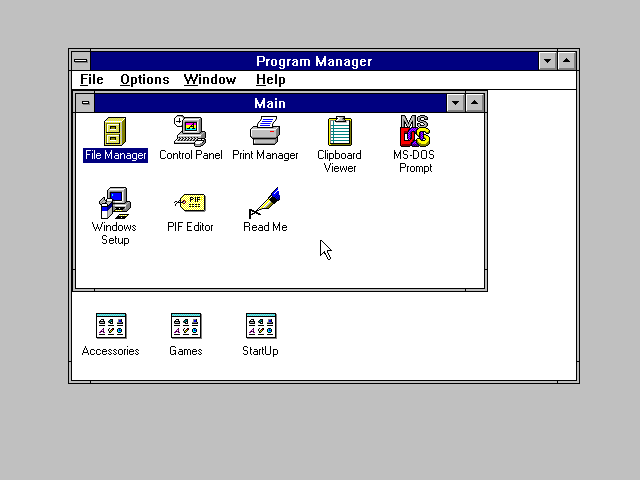 Program Manager
File Options Window Help
Main
File Manager
Control Panel
Print Manager
Clipboard
Viewer
MS
DOS
MS-DOS
Prompt
Windows
Setup
PIF
PIF Editor
Read Me
Accessories
Games
StartUp